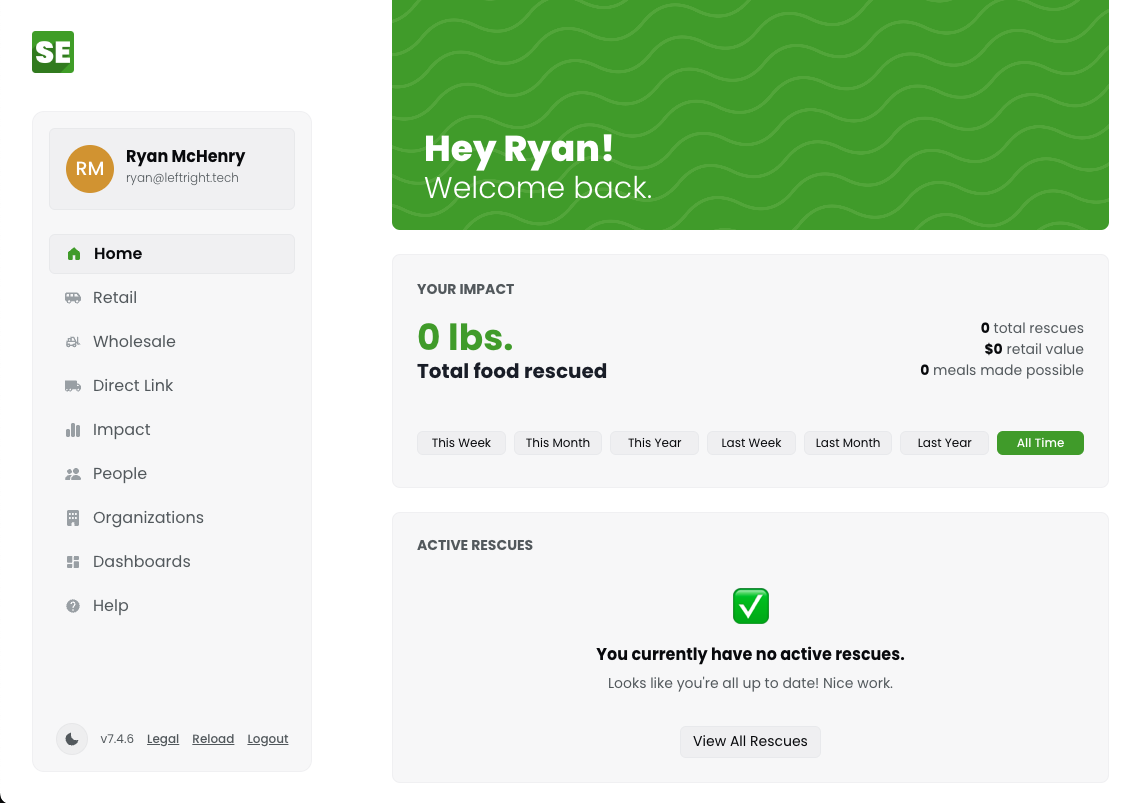 SE
RM
Ryan McHenry
ryan@leftright.tech
Home
Retail
Wholesale
Direct Link
Impact
People
Organizations
Dashboards
Help
v7.4.6 Legal Reload Logout
Hey Ryan!
Welcome back.
YOUR IMPACT
0 lbs.
Total food rescued
0 total rescues
$0 retail value
0 meals made possible
This Week This Month This Year Last Week Last Month Last Year All Time
ACTIVE RESCUES
You currently have no active rescues.
Looks like you're all up to date! Nice work.
View All Rescues